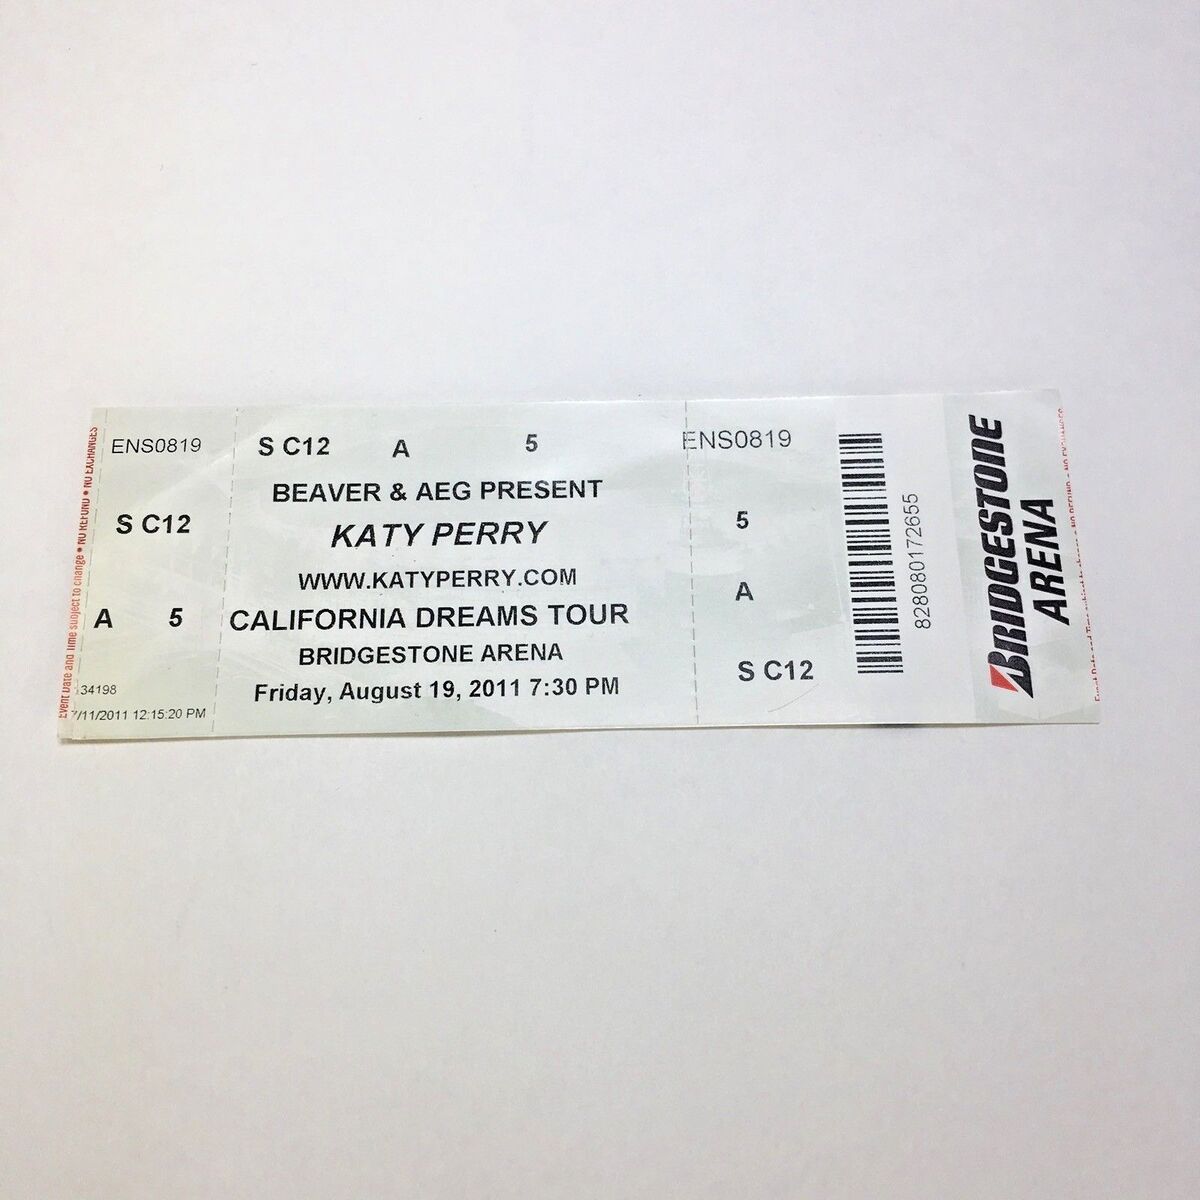 Event Date and Time subject to change • NO REFUND • NO EXCHANGES
ENS0819
S C12
A 5
34198
7/11/2011 12:15:20 PM
S C12 A 5
BEAVER & AEG PRESENT
KATY PERRY
WWW.KATYPERRY.COM
CALIFORNIA DREAMS TOUR
BRIDGESTONE ARENA
Friday, August 19, 2011 7:30 PM
ENS0819
5
A
S C12
828080172655
BRIDGESTONE
ARENA